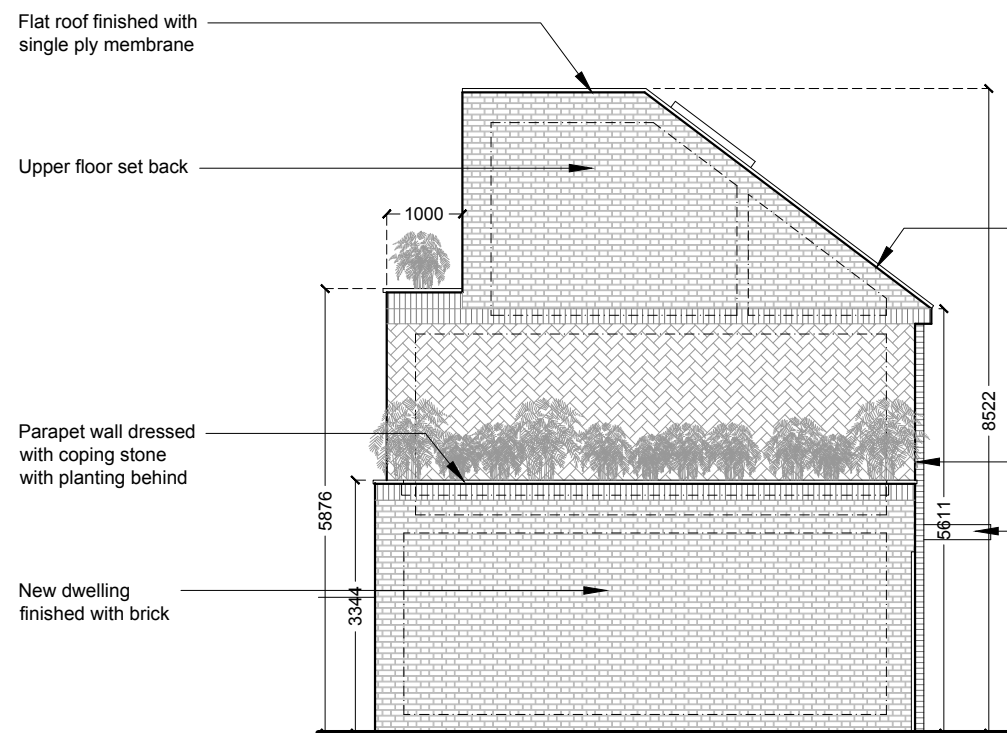 Flat roof finished with
single ply membrane
Upper floor set back
1000
Parapet wall dressed
with coping stone
with planting behind
5876
3344
5611
8522
New dwelling
finished with brick